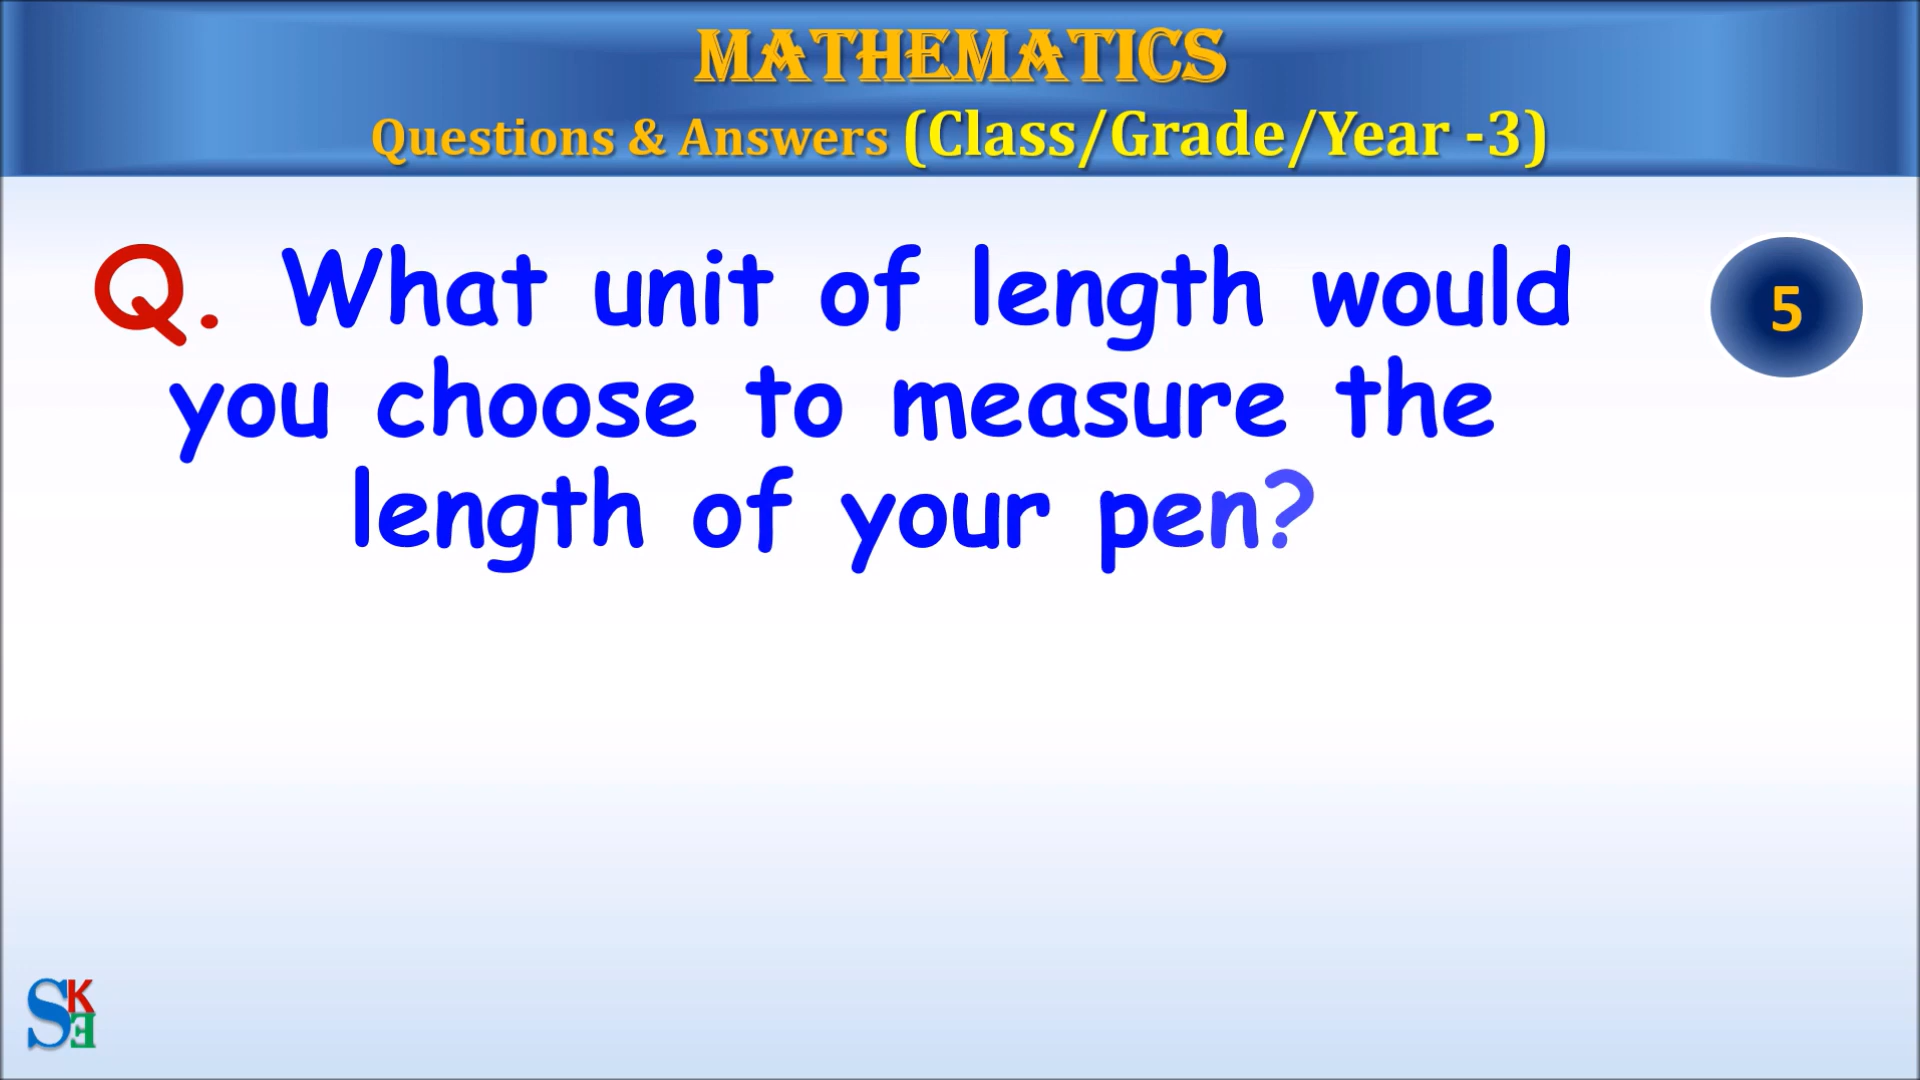 MATHEMATICS
Questions & Answers (Class/Grade/Year -3)
Q. What unit of length would
you choose to measure the
length of your pen?
5
SKE